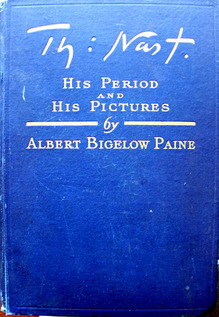 Th: Nast.
HIS PERIOD
AND
HIS PICTURES
by
ALBERT BIGELOW PAINE